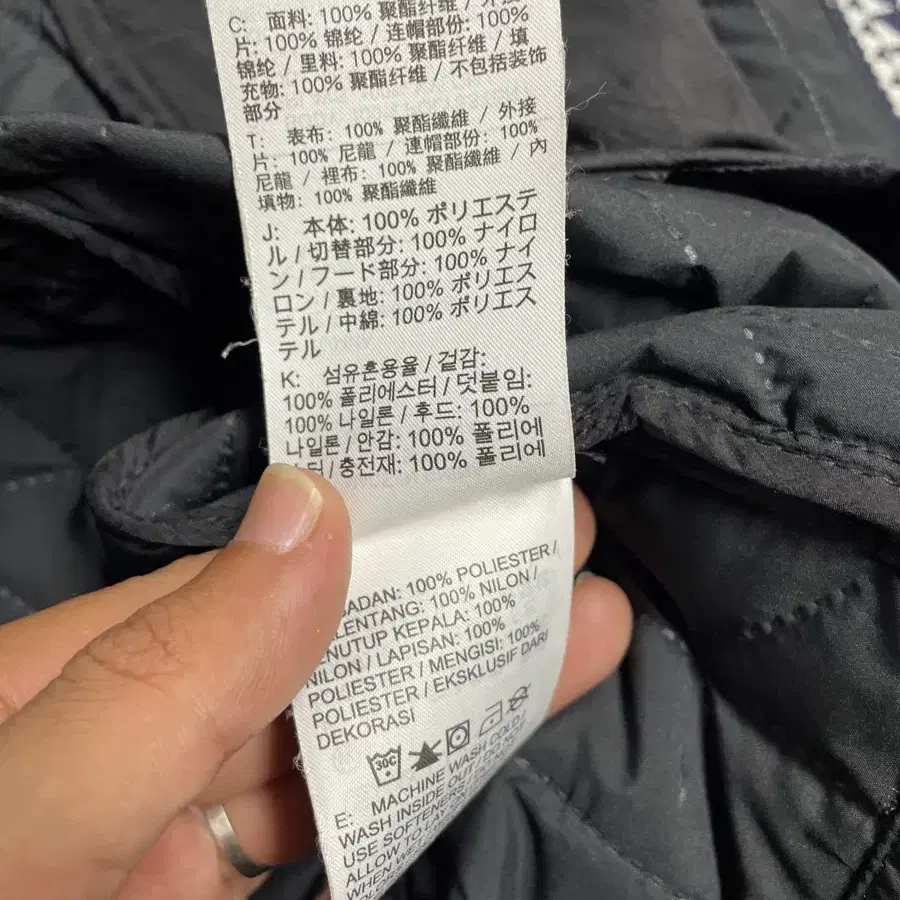 C: 面料: 100% 聚酯纤维 / 外接
片: 100% 锦纶 / 连帽部份: 100%
锦纶 / 里料: 100% 聚酯纤维 / 填
充物: 100% 聚酯纤维 / 不包括装饰
部分
T: 表布: 100% 聚酯纖維 / 外接
片: 100% 尼龍 / 連帽部份: 100%
尼龍 / 裡布: 100% 聚酯纖維 / 內
填物: 100% 聚酯纖維
J: 本体: 100% ポリエステ
ル / 切替部分: 100% ナイロ
ン / フード部分: 100% ナイ
ロン / 裏地: 100% ポリエス
テル / 中綿: 100% ポリエス
テル
K: 섬유혼용율 / 겉감:
100% 폴리에스터 / 덧붙임:
100% 나일론 / 후드: 100%
나일론 / 안감: 100% 폴리에
터 / 충전재: 100% 폴리에
BADAN: 100% POLIESTER /
LENTANG: 100% NILON /
ENUTUP KEPALA: 100%
NILON / LAPISAN: 100%
POLIESTER / MENGISI: 100%
POLIESTER / EKSKLUSIF DARI
DEKORASI
30C
E: MACHINE WASH COLD /
WASH INSIDE OUT / DO NOT
USE SOFTENERS
ALLOW TO LAY
WHEN WE